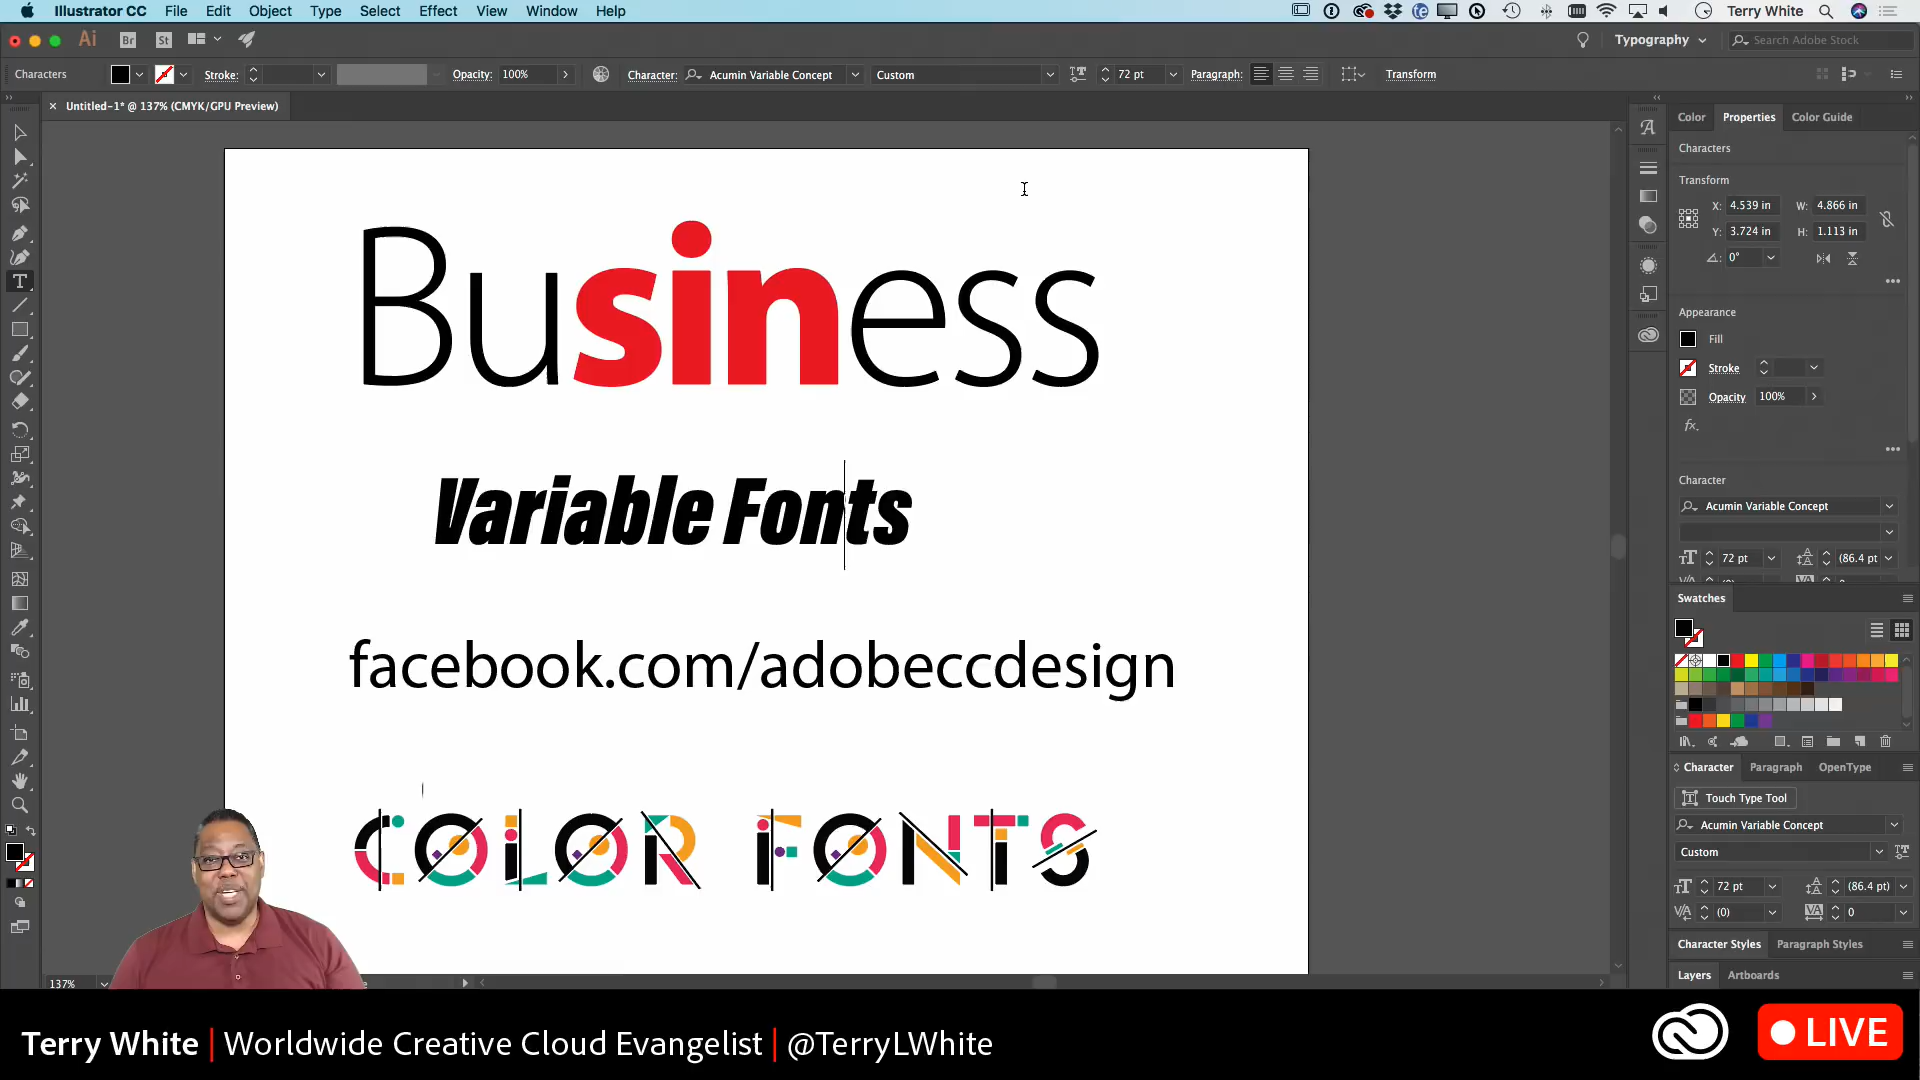 Illustrator CC File Edit Object Type Select Effect View Window Help Terry White
Ai Br St Typography Search Adobe Stock
Characters Stroke: Opacity: 100% Character: Acumin Variable Concept Custom 72 pt Paragraph: Transform
× Untitled-1* @ 137% (CMYK/GPU Preview)
Color Properties Color Guide
Characters
Transform
X: 4.539 in W: 4.866 in
Y: 3.724 in H: 1.113 in
0°
Business
Appearance
Fill
Stroke
Opacity 100%
fx.
Character
Acumin Variable Concept
72 pt (86.4 pt
Variable Fonts
Swatches
facebook.com/adobeccdesign
Character Paragraph OpenType
Touch Type Tool
Acumin Variable Concept
Custom
72 pt (86.4 pt)
(0) 0
COLOR FONTS
Character Styles Paragraph Styles
Layers Artboards
137%
Terry White | Worldwide Creative Cloud Evangelist | @TerryLWhite
LIVE